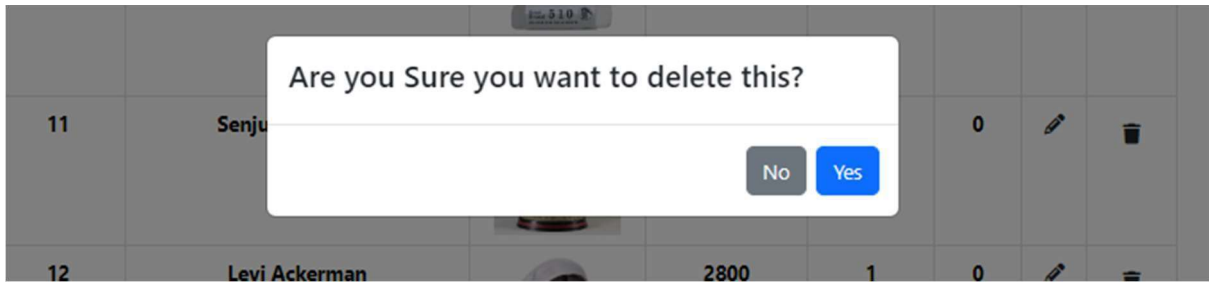 510
Are you Sure you want to delete this?
11 Senju 0
No Yes
12 Levi Ackerman 2800 1 0